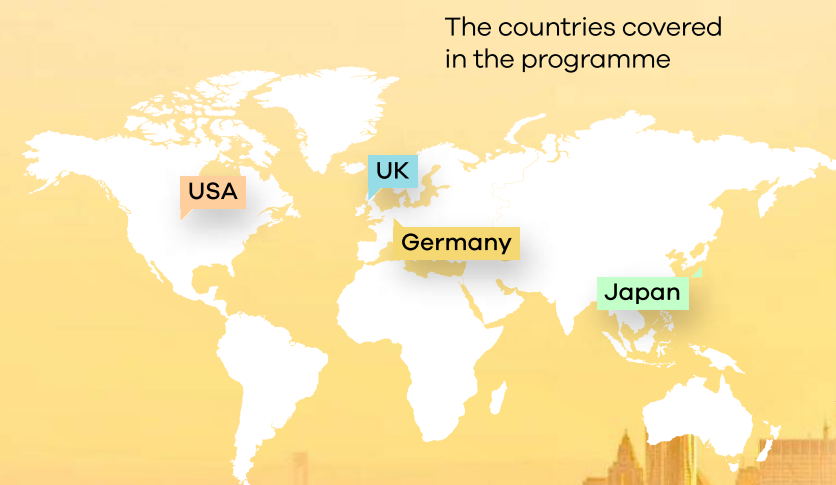 The countries covered
in the programme
UK
USA
Germany
Japan